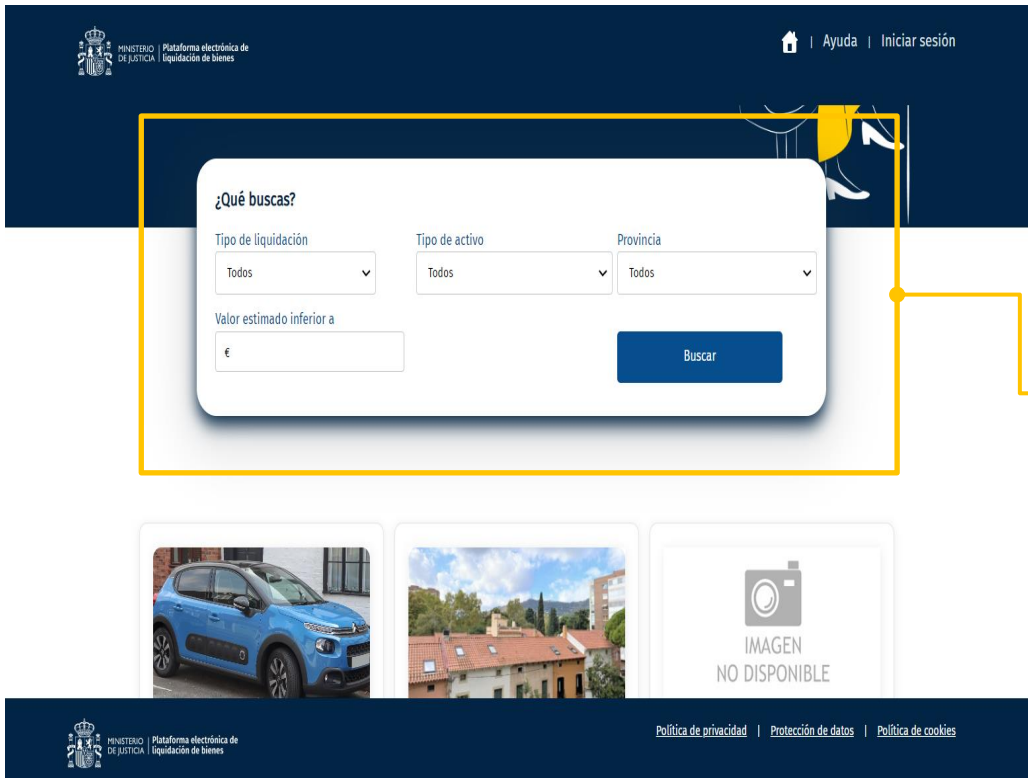 MINISTERIO DE JUSTICIA
Plataforma electrónica de liquidación de bienes
| Ayuda | Iniciar sesión
¿Qué buscas?
Tipo de liquidación Tipo de activo Provincia
Todos Todos Todos
Valor estimado inferior a
€ Buscar
IMAGEN
NO DISPONIBLE
MINISTERIO DE JUSTICIA
Plataforma electrónica de liquidación de bienes
Política de privacidad | Protección de datos | Política de cookies